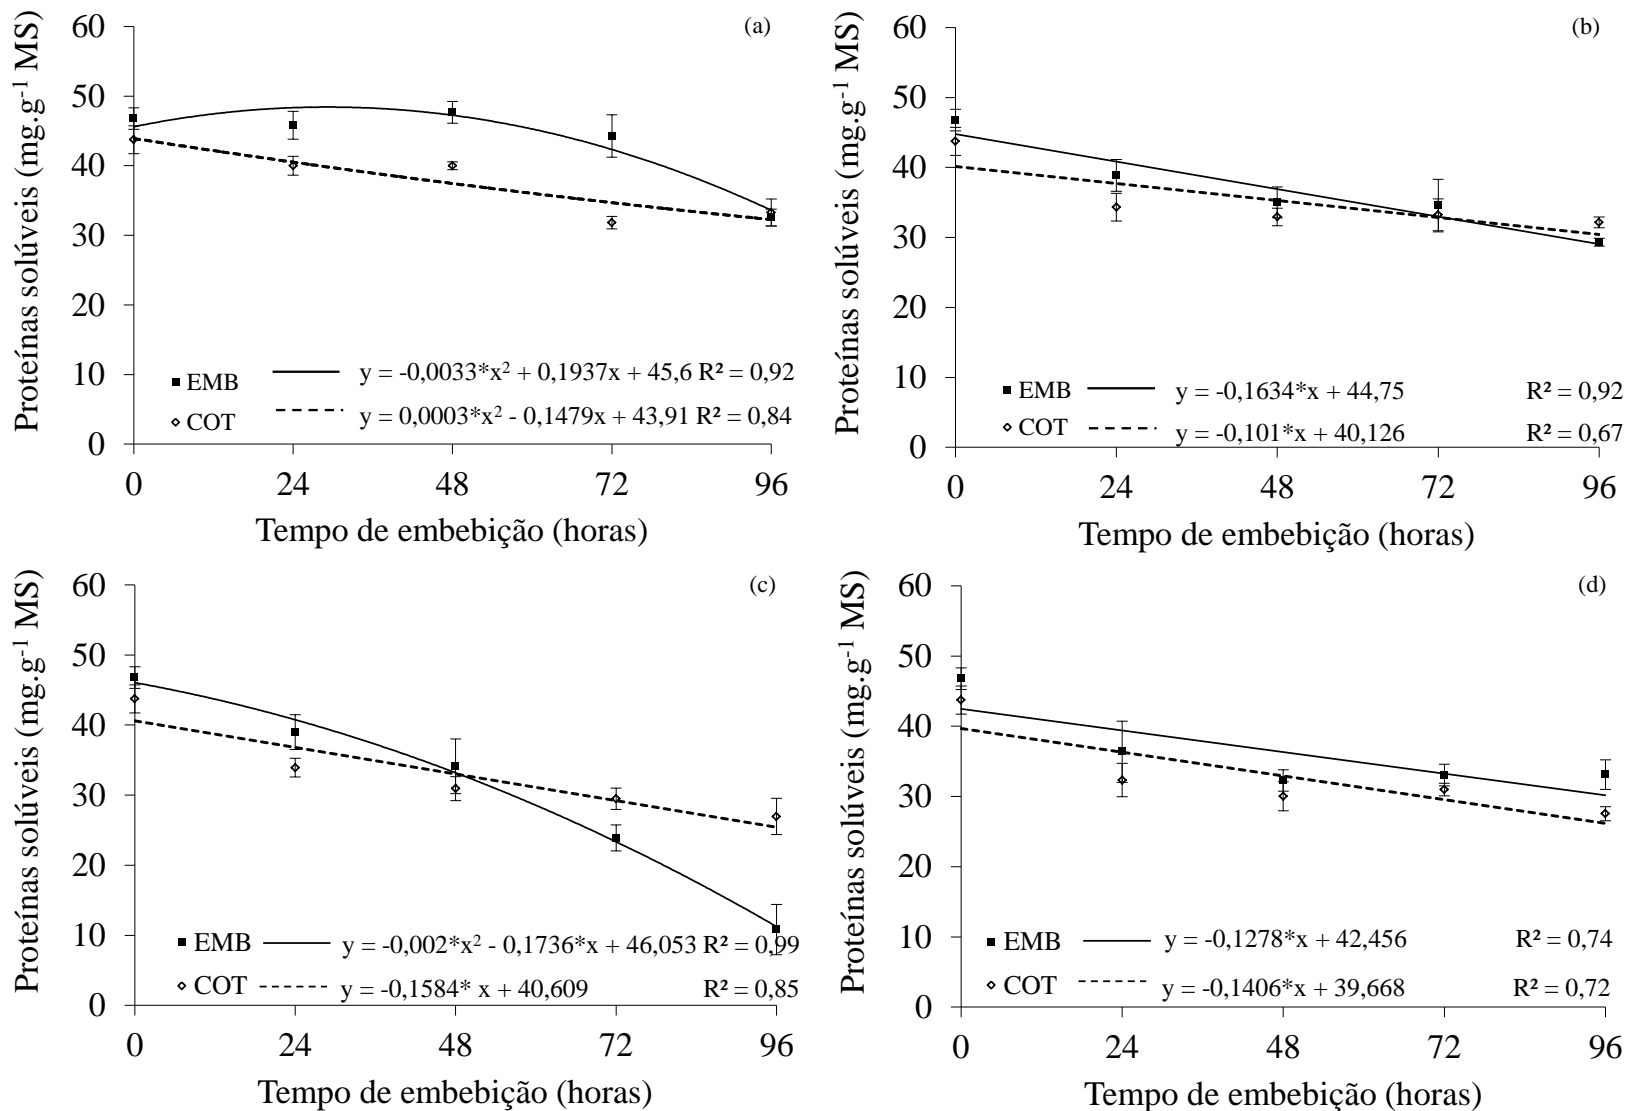 Proteínas solúveis (mg.g⁻¹ MS)
60
50
40
30
20
10
0
(a)
EMB y = -0,0033*x² + 0,1937x + 45,6 R² = 0,92
COT y = 0,0003*x² - 0,1479x + 43,91 R² = 0,84
0 24 48 72 96
Tempo de embebição (horas)
Proteínas solúveis (mg.g⁻¹ MS)
60
50
40
30
20
10
0
(b)
EMB y = -0,1634*x + 44,75 R² = 0,92
COT y = -0,101*x + 40,126 R² = 0,67
0 24 48 72 96
Tempo de embebição (horas)
Proteínas solúveis (mg.g⁻¹ MS)
60
50
40
30
20
10
0
(c)
EMB y = -0,002*x² - 0,1736*x + 46,053 R² = 0,99
COT y = -0,1584* x + 40,609 R² = 0,85
0 24 48 72 96
Tempo de embebição (horas)
Proteínas solúveis (mg.g⁻¹ MS)
60
50
40
30
20
10
0
(d)
EMB y = -0,1278*x + 42,456 R² = 0,74
COT y = -0,1406*x + 39,668 R² = 0,72
0 24 48 72 96
Tempo de embebição (horas)